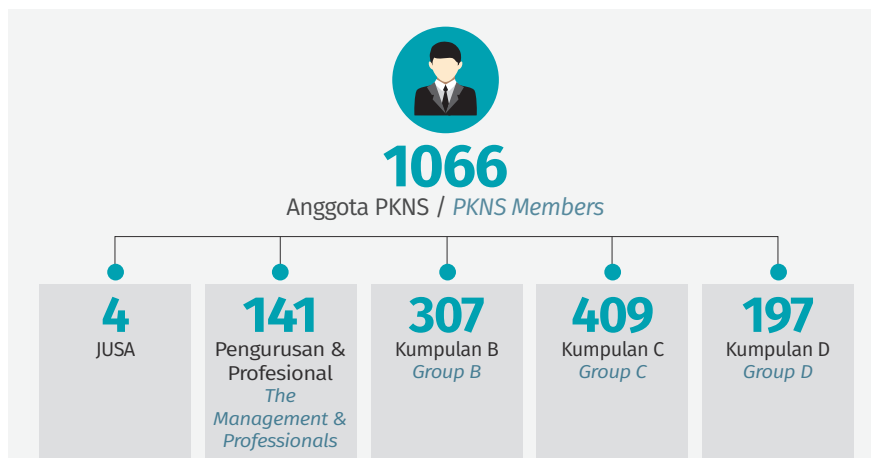 1066
Anggota PKNS / PKNS Members
4
JUSA
141
Pengurusan &
Profesional
The
Management &
Professionals
307
Kumpulan B
Group B
409
Kumpulan C
Group C
197
Kumpulan D
Group D